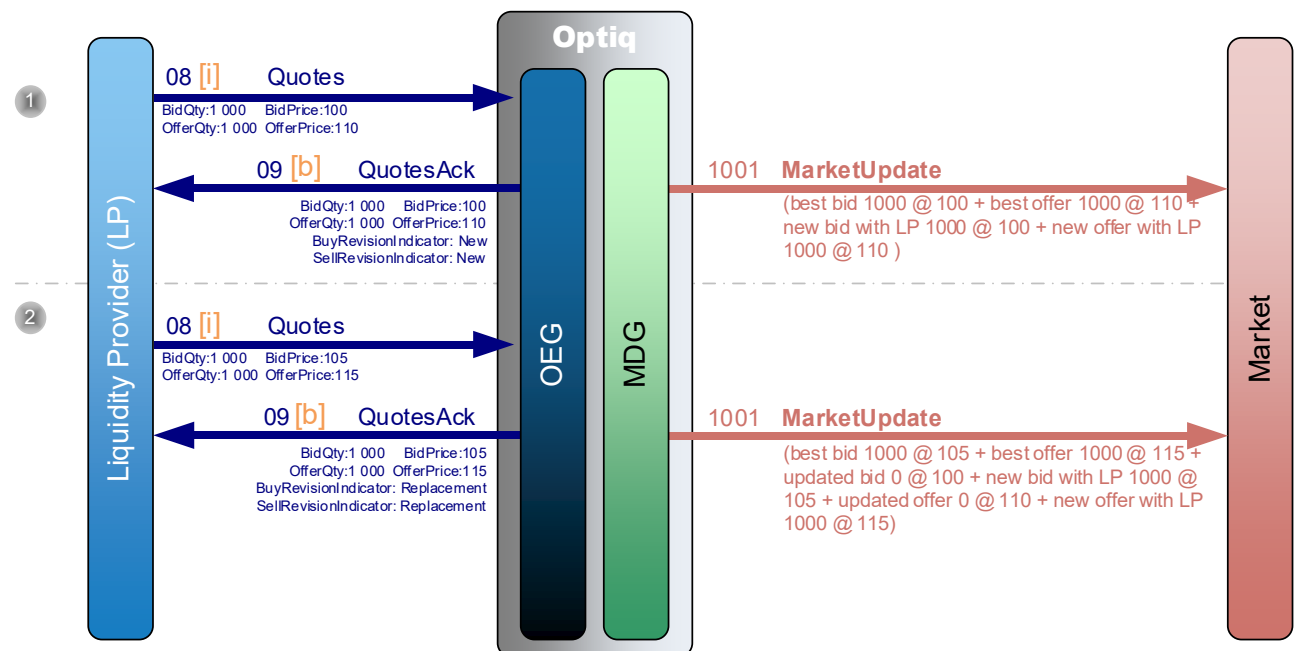 Optiq
1
08 [i] Quotes
BidQty:1 000 BidPrice:100
OfferQty:1 000 OfferPrice:110
09 [b] QuotesAck
BidQty:1 000 BidPrice:100
OfferQty:1 000 OfferPrice:110
BuyRevisionIndicator: New
SellRevisionIndicator: New
1001 MarketUpdate
(best bid 1000 @ 100 + best offer 1000 @ 110 +
new bid with LP 1000 @ 100 + new offer with LP
1000 @ 110 )
Liquidity Provider (LP)
OEG
MDG
Market
2
08 [i] Quotes
BidQty:1 000 BidPrice:105
OfferQty:1 000 OfferPrice:115
09 [b] QuotesAck
BidQty:1 000 BidPrice:105
OfferQty:1 000 OfferPrice:115
BuyRevisionIndicator: Replacement
SellRevisionIndicator: Replacement
1001 MarketUpdate
(best bid 1000 @ 105 + best offer 1000 @ 115 +
updated bid 0 @ 100 + new bid with LP 1000 @
105 + updated offer 0 @ 110 + new offer with LP
1000 @ 115)